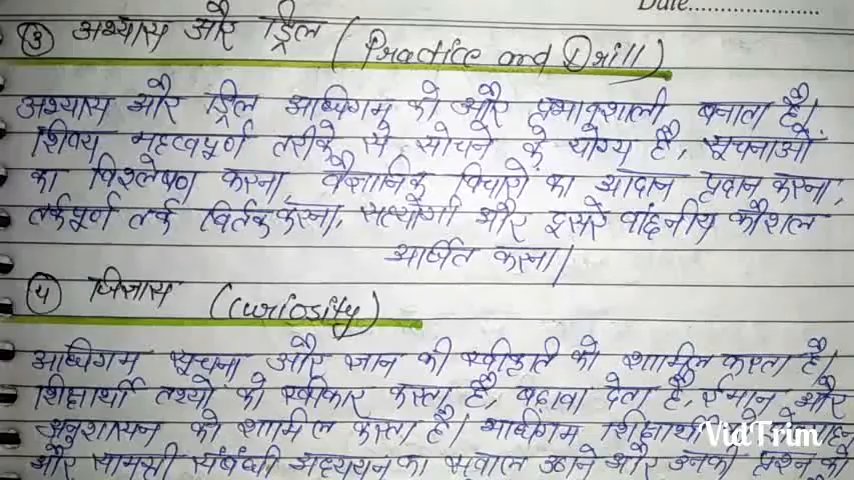 Date....................
③ अभ्यास और ड्रिल (Practice and Drill)
अभ्यास और ड्रिल अधिगम को और प्रभावशाली बनाता है।
शिष्य महत्वपूर्ण तरीके से सोचने के योग्य है, सूचनाओं
का विश्लेषण करना, वैज्ञानिक विचारो का आदान प्रदान करना,
तर्कपूर्ण तर्क वितर्क करना, सहयोगी और दूसरे वांछनीय कौशल
अर्जित करना।
④ जिज्ञासा (Curiosity)
अधिगम सूचना और ज्ञान की स्वीकृति को शामिल करता है।
शिक्षार्थी तथ्यो को स्वीकार करता है, बढ़ावा देता है, ईमान और
अनुशासन को शामिल करता है। अधिगम शिक्षार्थी
और सामग्री संबंधी अध्ययन का सवाल उठाने और उनको प्रश्न को
VidTrim